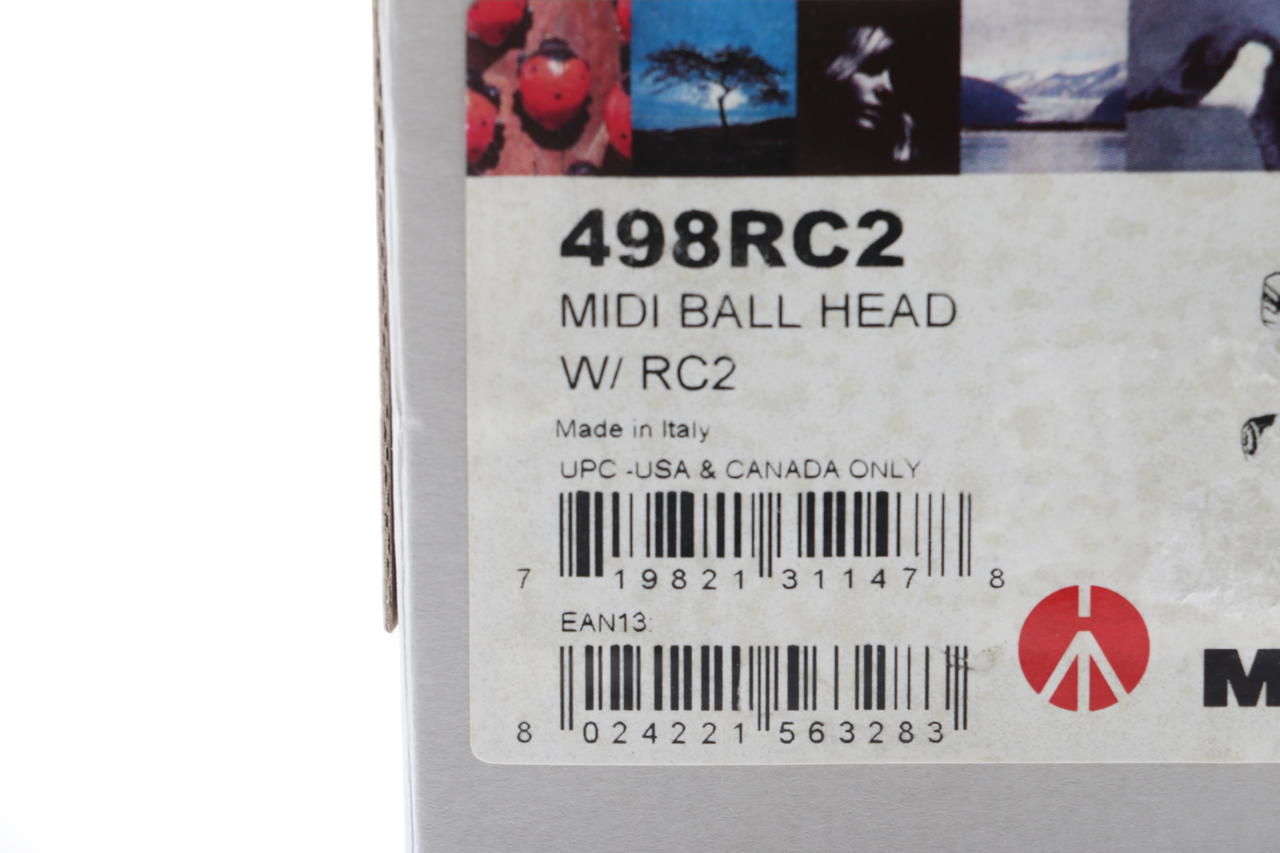 498RC2
MIDI BALL HEAD
W/ RC2
Made in Italy
UPC -USA & CANADA ONLY
7 19821 31147 8
EAN13:
8 024221 563283
M